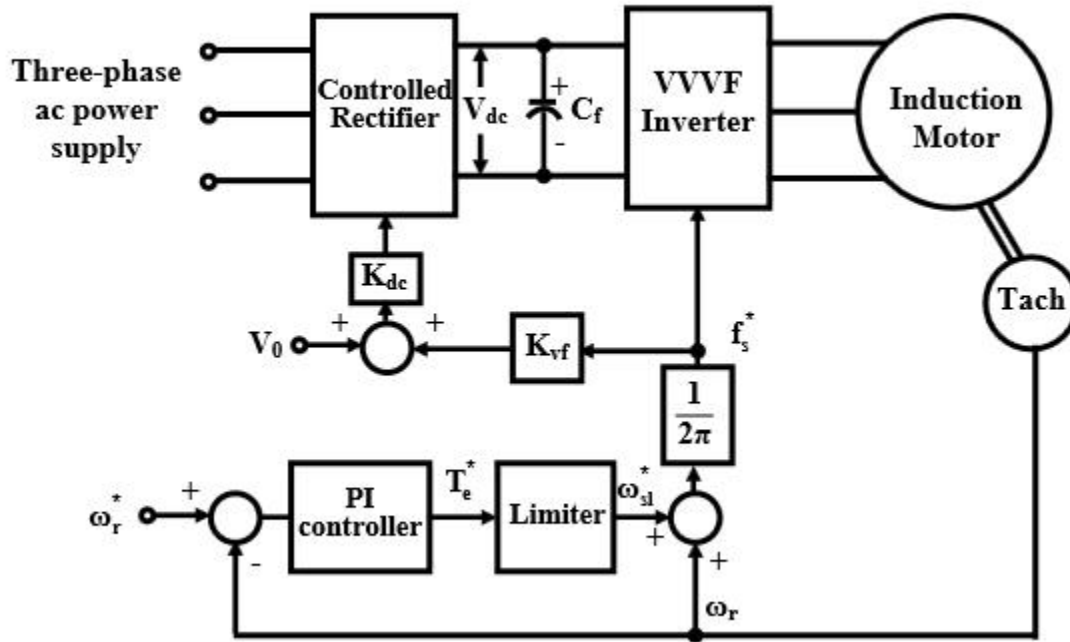 Three-phase
ac power
supply
Controlled
Rectifier
V_dc
+
C_f
-
VVVF
Inverter
Induction
Motor
Tach
K_dc
V_0
+
+
K_vf
f_s^*
1
2π
ω_r^*
+
-
PI
controller
T_e^*
Limiter
ω_sl^*
+
+
ω_r